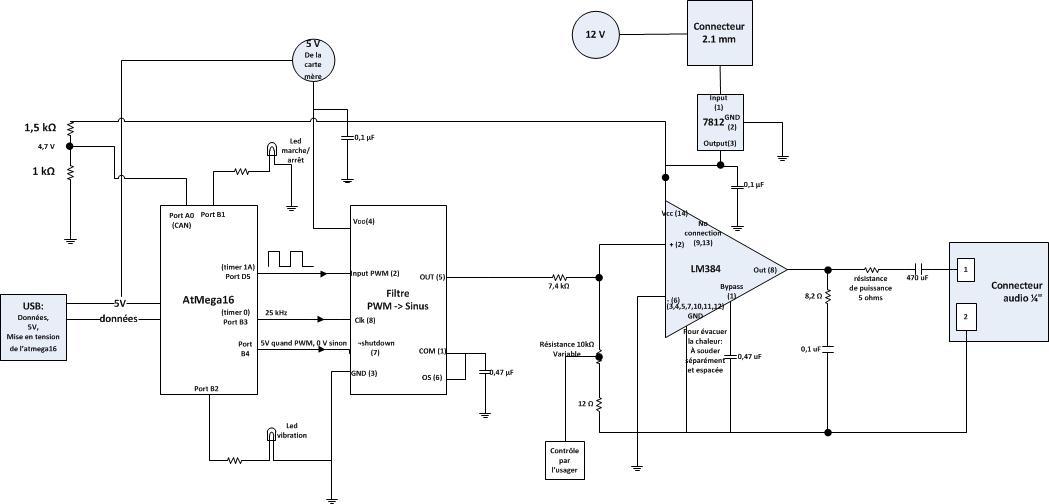 12 V
Connecteur
2.1 mm
5 V
De la
carte
mère
Input
(1)
7812
GND
(2)
Output(3)
1,5 kΩ
4,7 V
1 kΩ
0,1 µF
Led
marche/
arrêt
0,1 µF
Port A0
(CAN)
Port B1
Vcc(4)
Vcc (14)
No
connection
(9,13)
+ (2)
LM384
Out (8)
Bypass
(1)
- (6)
(3,4,5,7,10,11,12)
GND
(timer 1A)
Port D5
Input PWM (2)
OUT (5)
7,4 kΩ
résistance
de puissance
5 ohms
470 uF
1
2
Connecteur
audio ¼"
8,2 Ω
0,1 uF
USB:
Données,
5V,
Mise en tension
de l'atmega16
5V
données
AtMega16
(timer 0)
Port B3
25 kHz
Clk (8)
Filtre
PWM -> Sinus
Port
B4
5V quand PWM, 0 V sinon
¬shutdown
(7)
GND (3)
COM (1)
OS (6)
0,47 µF
Port B2
Led
vibration
Résistance 10kΩ
Variable
12 Ω
Contrôle
par
l'usager
Pour évacuer
la chaleur:
À souder
séparément
et espacée
0,47 uF